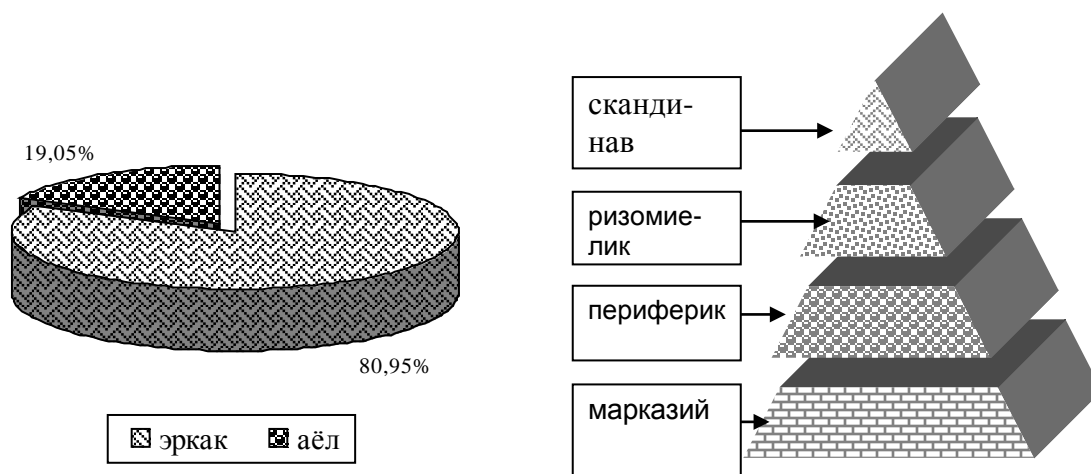 19,05%
80,95%
эркак аёл
сканди-
нав
ризомие-
лик
периферик
марказий